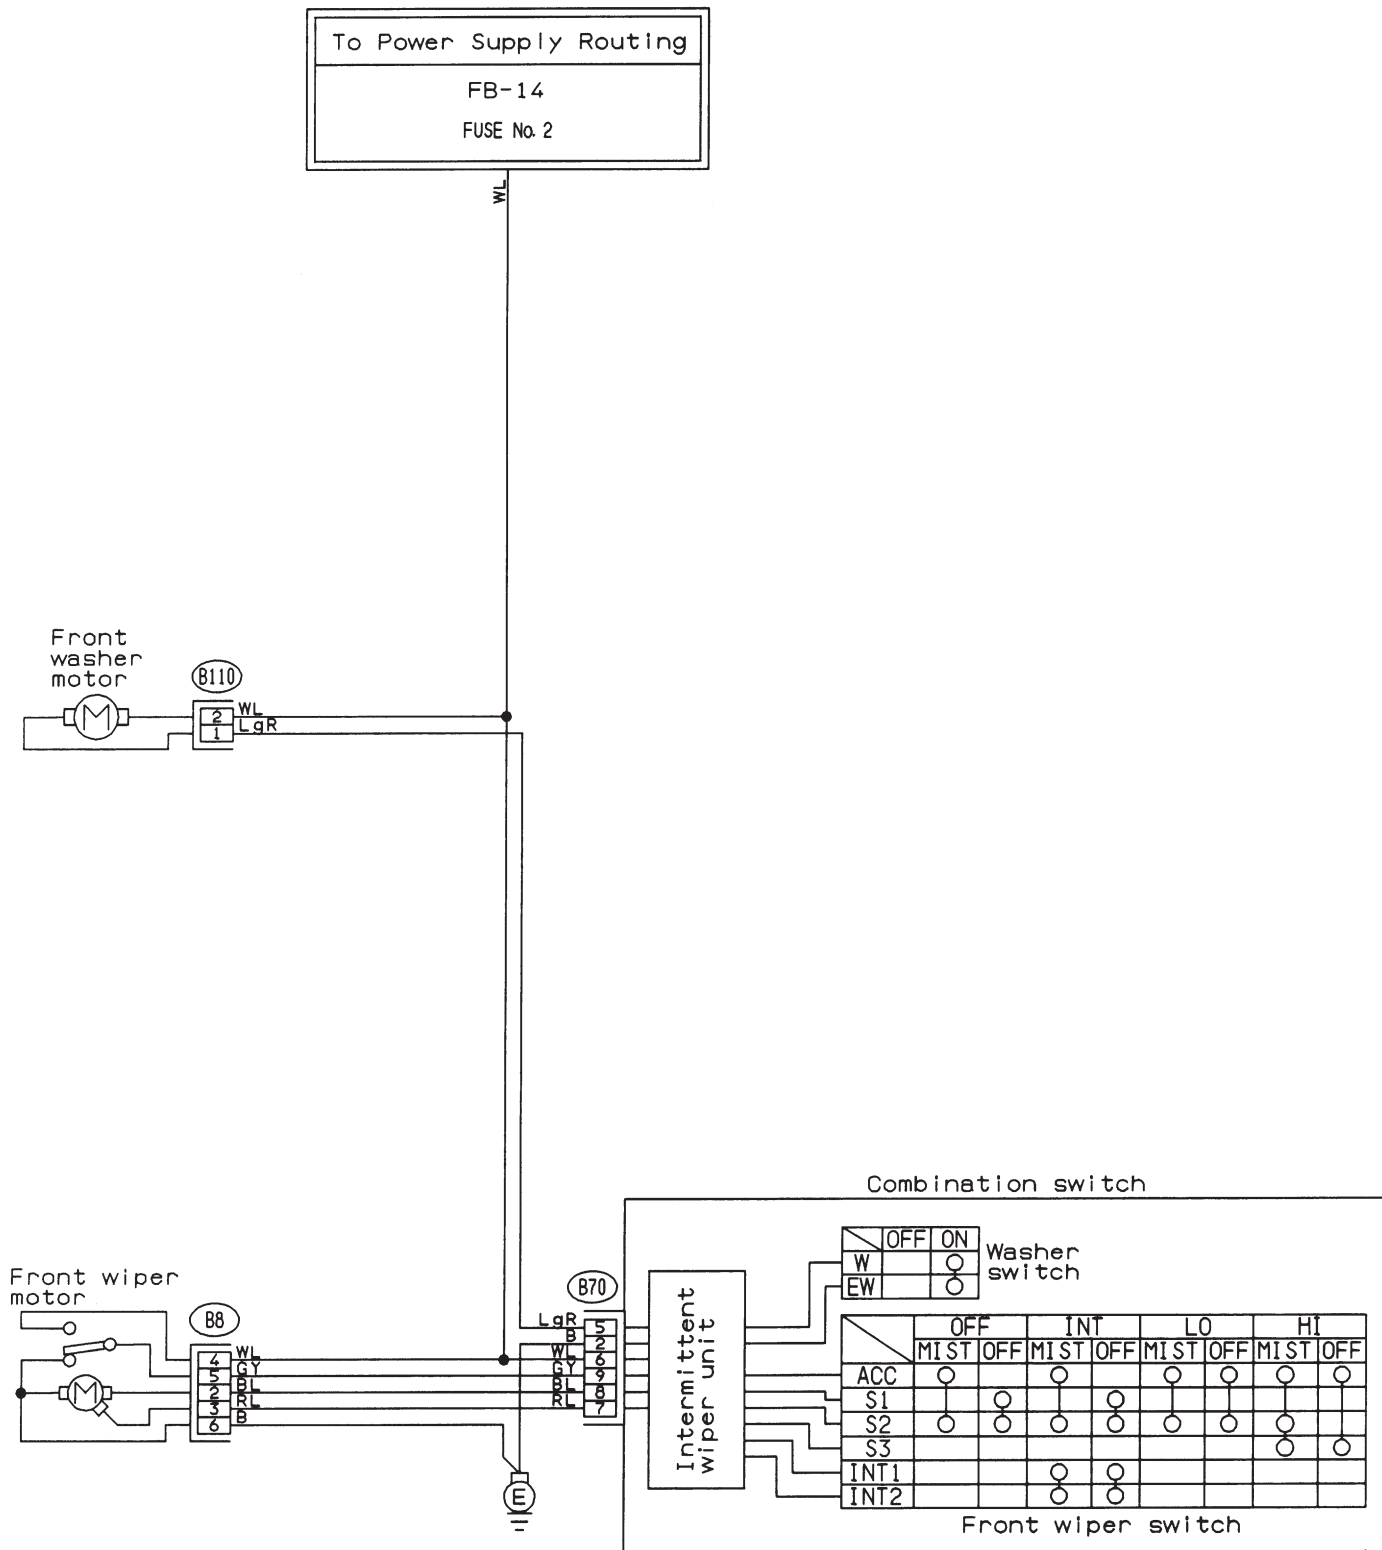 To Power Supply Routing
FB-14
FUSE No. 2
WL
Front
washer
motor
B110
2 WL
1 LgR
Combination switch
OFF ON
W
EW
Washer
switch
Front wiper
motor
B8
4 WL
5 GY
2 BL
3 RL
6 B
B70
LgR 5
B 2
WL 6
GY 9
BL 8
RL 7
M
M
E
Intermittent
wiper unit
OFF INT LO HI
MIST OFF MIST OFF MIST OFF MIST OFF
ACC
S1
S2
S3
INT1
INT2
Front wiper switch